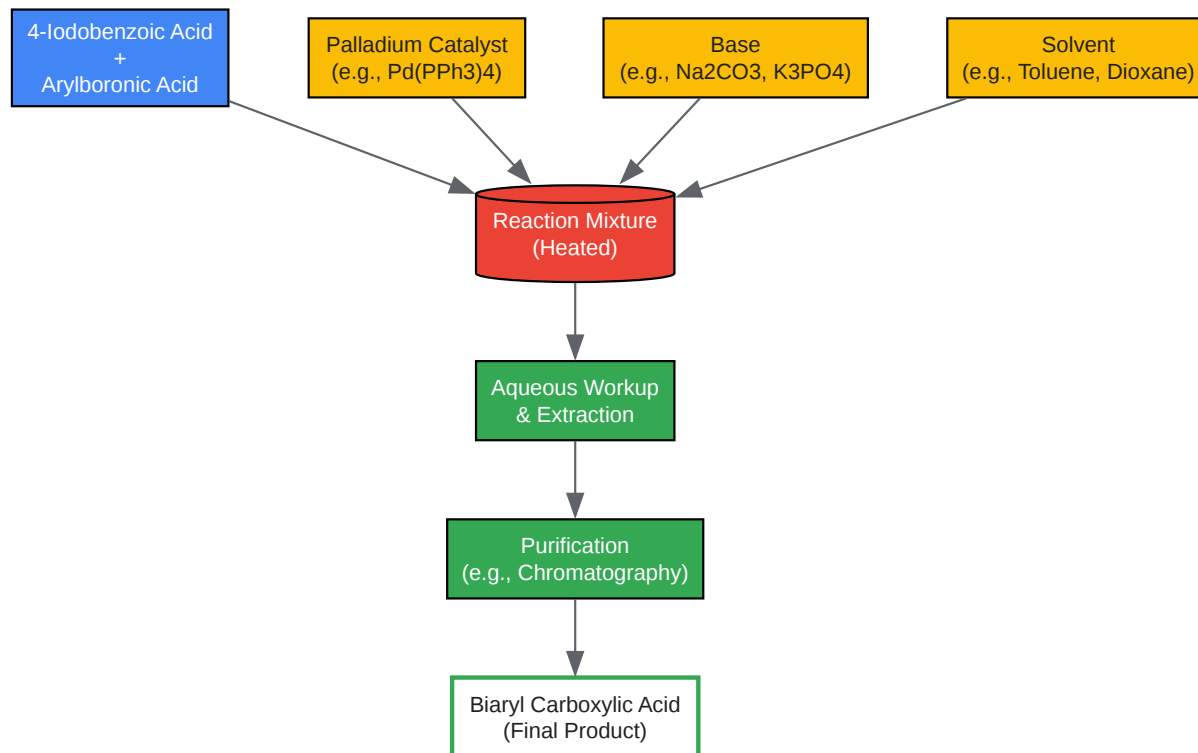 4-Iodobenzoic Acid
+
Arylboronic Acid
Palladium Catalyst
(e.g., Pd(PPh3)4)
Base
(e.g., Na2CO3, K3PO4)
Solvent
(e.g., Toluene, Dioxane)
Reaction Mixture
(Heated)
Aqueous Workup
& Extraction
Purification
(e.g., Chromatography)
Biaryl Carboxylic Acid
(Final Product)